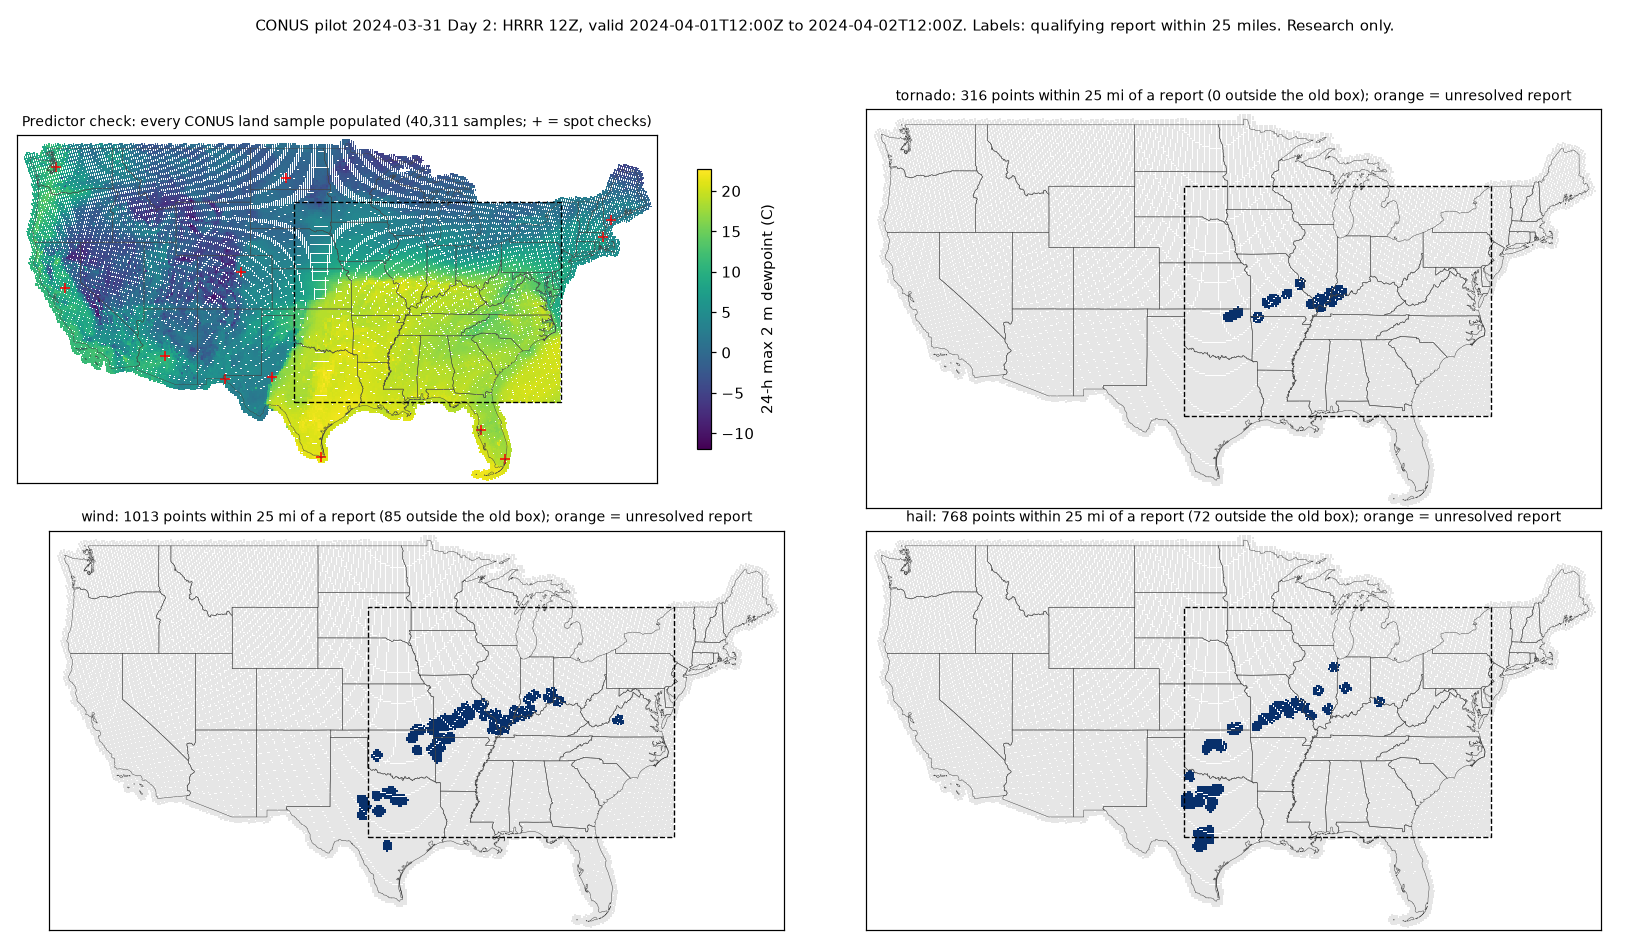 CONUS pilot 2024-03-31 Day 2: HRRR 12Z, valid 2024-04-01T12:00Z to 2024-04-02T12:00Z. Labels: qualifying report within 25 miles. Research only.
Predictor check: every CONUS land sample populated (40,311 samples; + = spot checks)
20
15
10
5
0
−5
−10
24-h max 2 m dewpoint (C)
tornado: 316 points within 25 mi of a report (0 outside the old box); orange = unresolved report
wind: 1013 points within 25 mi of a report (85 outside the old box); orange = unresolved report
hail: 768 points within 25 mi of a report (72 outside the old box); orange = unresolved report